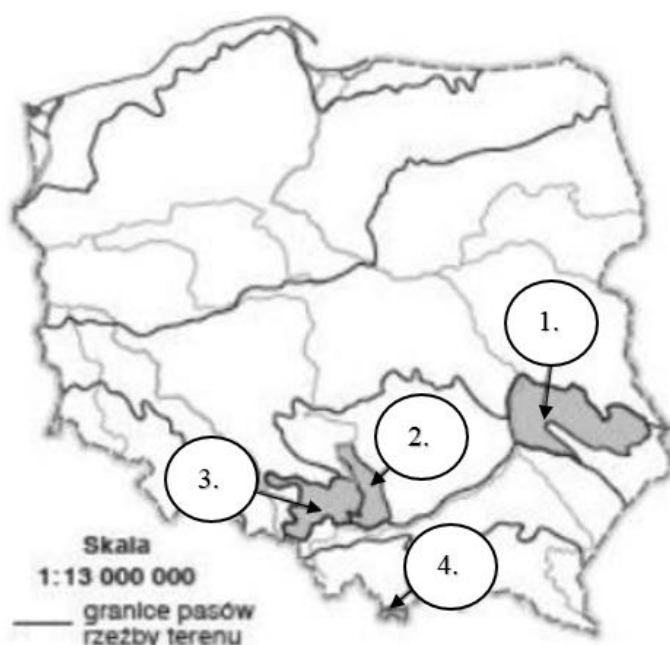 1.
2.
3.
4.
Skala
1:13 000 000
granice pasów
rzeźby terenu